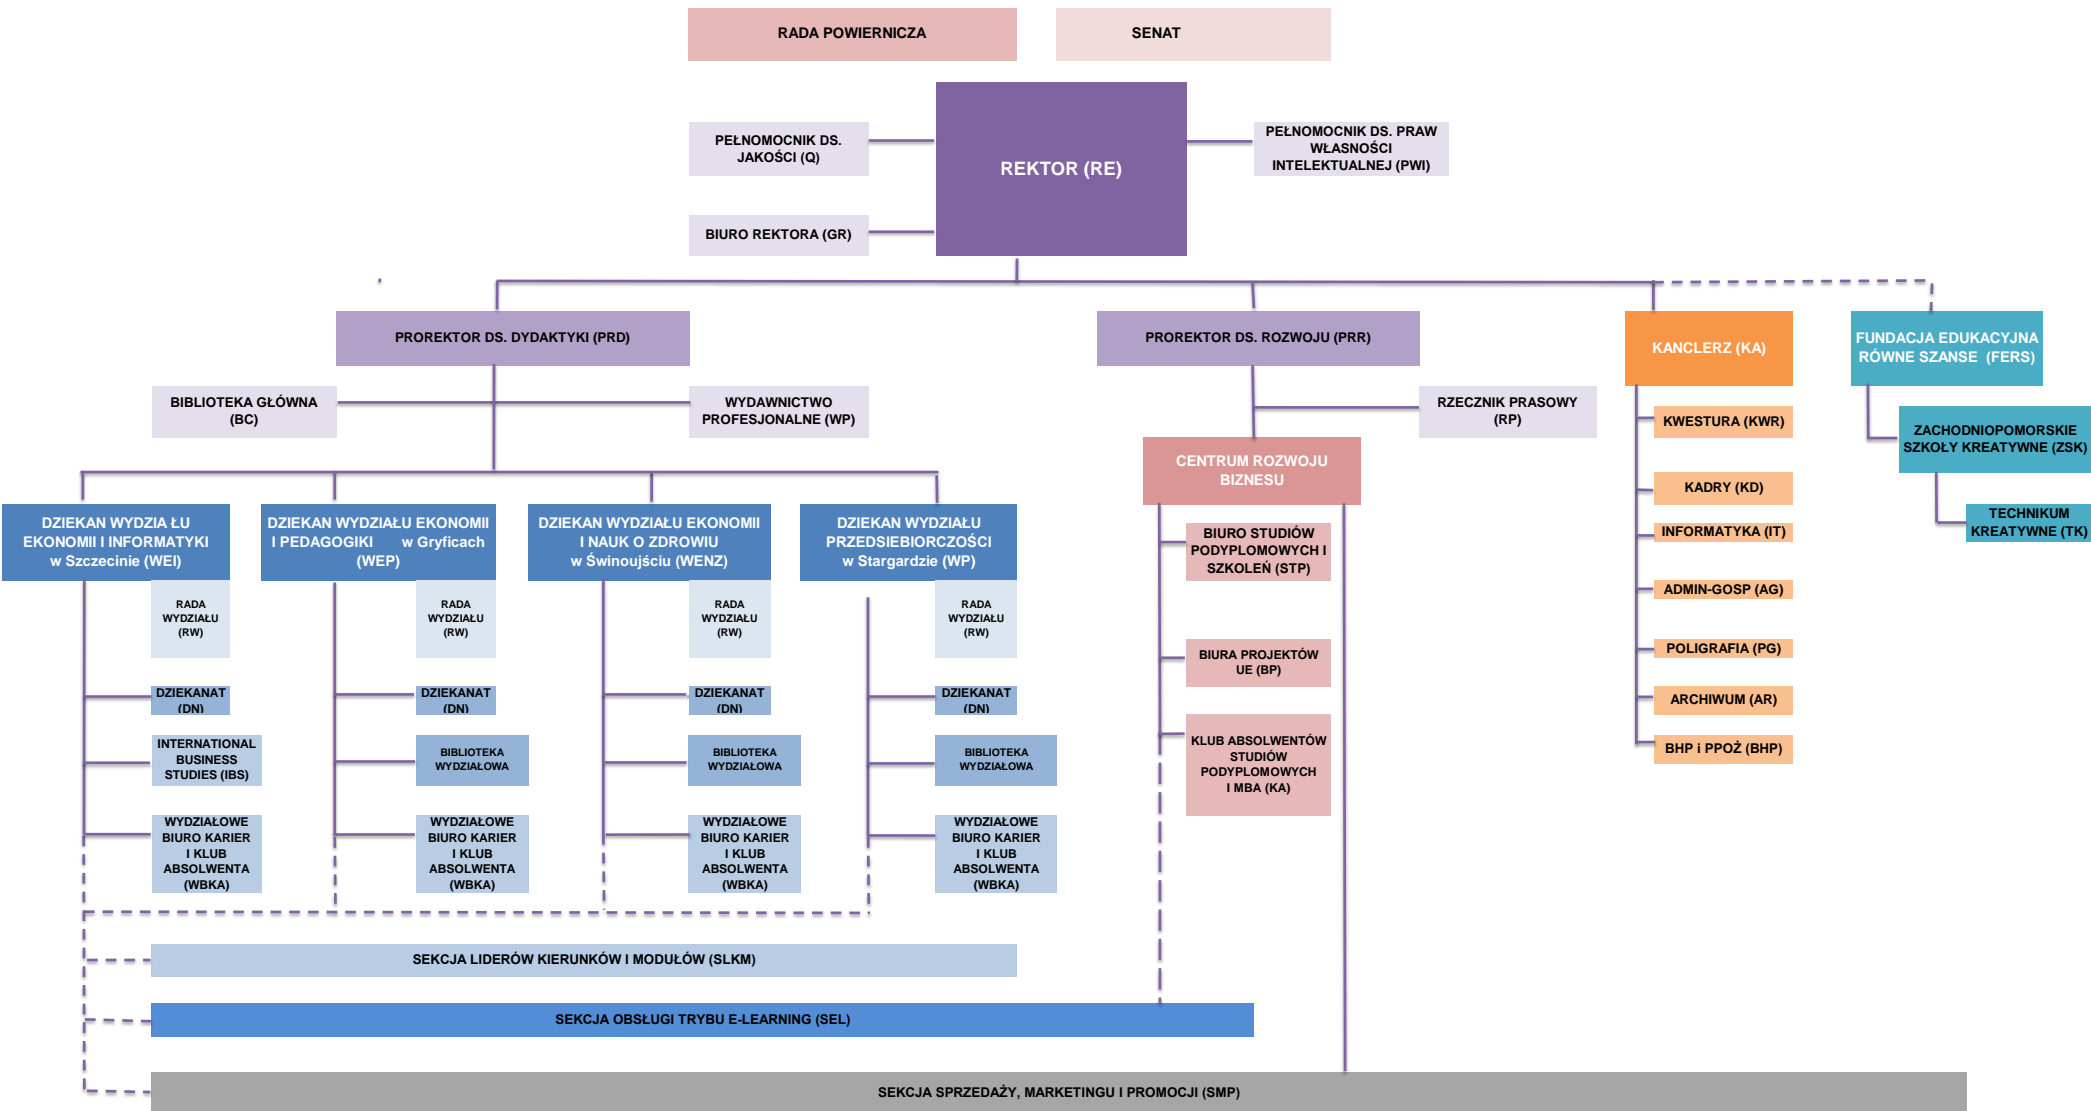 RADA POWIERNICZA
SENAT
REKTOR (RE)
PEŁNOMOCNIK DS.
JAKOŚCI (Q)
PEŁNOMOCNIK DS. PRAW
WŁASNOŚCI
INTELEKTUALNEJ (PWI)
BIURO REKTORA (GR)
PROREKTOR DS. DYDAKTYKI (PRD)
PROREKTOR DS. ROZWOJU (PRR)
KANCLERZ (KA)
FUNDACJA EDUKACYJNA
RÓWNE SZANSE (FERS)
BIBLIOTEKA GŁÓWNA
(BC)
WYDAWNICTWO
PROFESJONALNE (WP)
RZECZNIK PRASOWY
(RP)
CENTRUM ROZWOJU
BIZNESU
KWESTURA (KWR)
KADRY (KD)
INFORMATYKA (IT)
ADMIN-GOSP (AG)
POLIGRAFIA (PG)
ARCHIWUM (AR)
BHP i PPOŻ (BHP)
ZACHODNIOPOMORSKIE
SZKOŁY KREATYWNE (ZSK)
TECHNIKUM
KREATYWNE (TK)
DZIEKAN WYDZIA ŁU
EKONOMII I INFORMATYKI
w Szczecinie (WEI)
DZIEKAN WYDZIAŁU EKONOMII
I PEDAGOGIKI w Gryficach
(WEP)
DZIEKAN WYDZIAŁU EKONOMII
I NAUK O ZDROWIU
w Świnoujściu (WENZ)
DZIEKAN WYDZIAŁU
PRZEDSIEBIORCZOŚCI
w Stargardzie (WP)
BIURO STUDIÓW
PODYPLOMOWYCH I
SZKOLEŃ (STP)
BIURA PROJEKTÓW
UE (BP)
KLUB ABSOLWENTÓW
STUDIÓW
PODYPLOMOWYCH
I MBA (KA)
RADA
WYDZIAŁU
(RW)
RADA
WYDZIAŁU
(RW)
RADA
WYDZIAŁU
(RW)
RADA
WYDZIAŁU
(RW)
DZIEKANAT
(DN)
DZIEKANAT
(DN)
DZIEKANAT
(DN)
DZIEKANAT
(DN)
INTERNATIONAL
BUSINESS
STUDIES (IBS)
BIBLIOTEKA
WYDZIAŁOWA
BIBLIOTEKA
WYDZIAŁOWA
BIBLIOTEKA
WYDZIAŁOWA
WYDZIAŁOWE
BIURO KARIER
I KLUB
ABSOLWENTA
(WBKA)
WYDZIAŁOWE
BIURO KARIER
I KLUB
ABSOLWENTA
(WBKA)
WYDZIAŁOWE
BIURO KARIER
I KLUB
ABSOLWENTA
(WBKA)
WYDZIAŁOWE
BIURO KARIER
I KLUB
ABSOLWENTA
(WBKA)
SEKCJA LIDERÓW KIERUNKÓW I MODUŁÓW (SLKM)
SEKCJA OBSŁUGI TRYBU E-LEARNING (SEL)
SEKCJA SPRZEDAŻY, MARKETINGU I PROMOCJI (SMP)